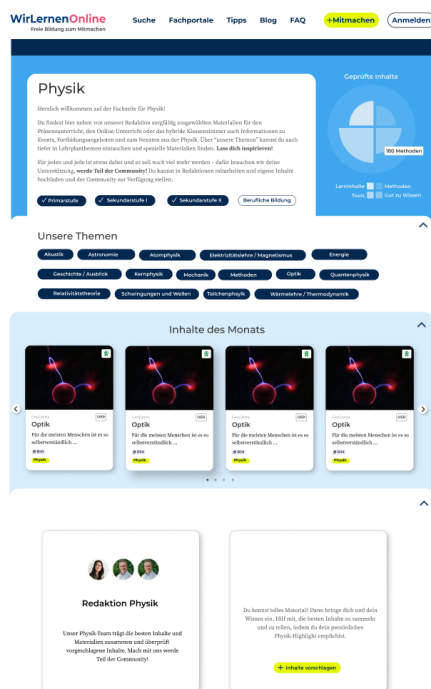 WirLernenOnline
Freie Bildung zum Mitmachen
Suche Fachportale Tipps Blog FAQ +Mitmachen Anmelden
Physik
Herzlich willkommen auf der Fachseite für Physik!
Du findest hier neben von unserer Redaktion sorgfältig ausgewählten Materialien für den
Präsenzunterricht, den Online-Unterricht oder das hybride Klassenzimmer auch Informationen zu
Events, Fortbildungsangeboten und zum Neusten aus der Physik. Über "unsere Themen" kannst du auch
tiefer in Lehrplanthemen eintauchen und spezielle Materialien finden. Lass dich inspirieren!
Für jeden und jede ist etwas dabei und es soll noch viel mehr werden – dafür brauchen wir deine
Unterstützung, werde Teil der Community! Du kannst in Redaktionen mitarbeiten und eigene Inhalte
hochladen und der Community zur Verfügung stellen.
✓ Primarstufe ✓ Sekundarstufe I ✓ Sekundarstufe II Berufliche Bildung
Geprüfte Inhalte
180 Methoden
Lerninhalte Methoden
Tools Gut zu Wissen
Unsere Themen
Akustik Astronomie Atomphysik Elektrizitätslehre / Magnetismus Energie
Geschichte / Ausblick Kernphysik Mechanik Methoden Optik Quantenphysik
Relativitätstheorie Schwingungen und Wellen Teilchenphsyik Wärmelehre / Thermodynamik
Inhalte des Monats
OER OER OER OER
Optik Optik Optik Optik
Für die meisten Menschen ist es so Für die meisten Menschen ist es so Für die meisten Menschen ist es so Für die meisten Menschen ist es so
selbstverständlich ... selbstverständlich ... selbstverständlich ... selbstverständlich ...
Physik Physik Physik Physik
Redaktion Physik
Unser Physik-Team trägt die besten Inhalte und
Materialien zusammen und überprüft
vorgeschlagene Inhalte. Mach mit uns werde
Teil der Community!
Du kennst tolles Material? Dann bringe dich und dein
Wissen ein. Hilf mit, die besten Inhalte zu sammeln
und zu teilen, indem du dein persönliches
Physik-Highlight empfiehlst.
+ Inhalte vorschlagen